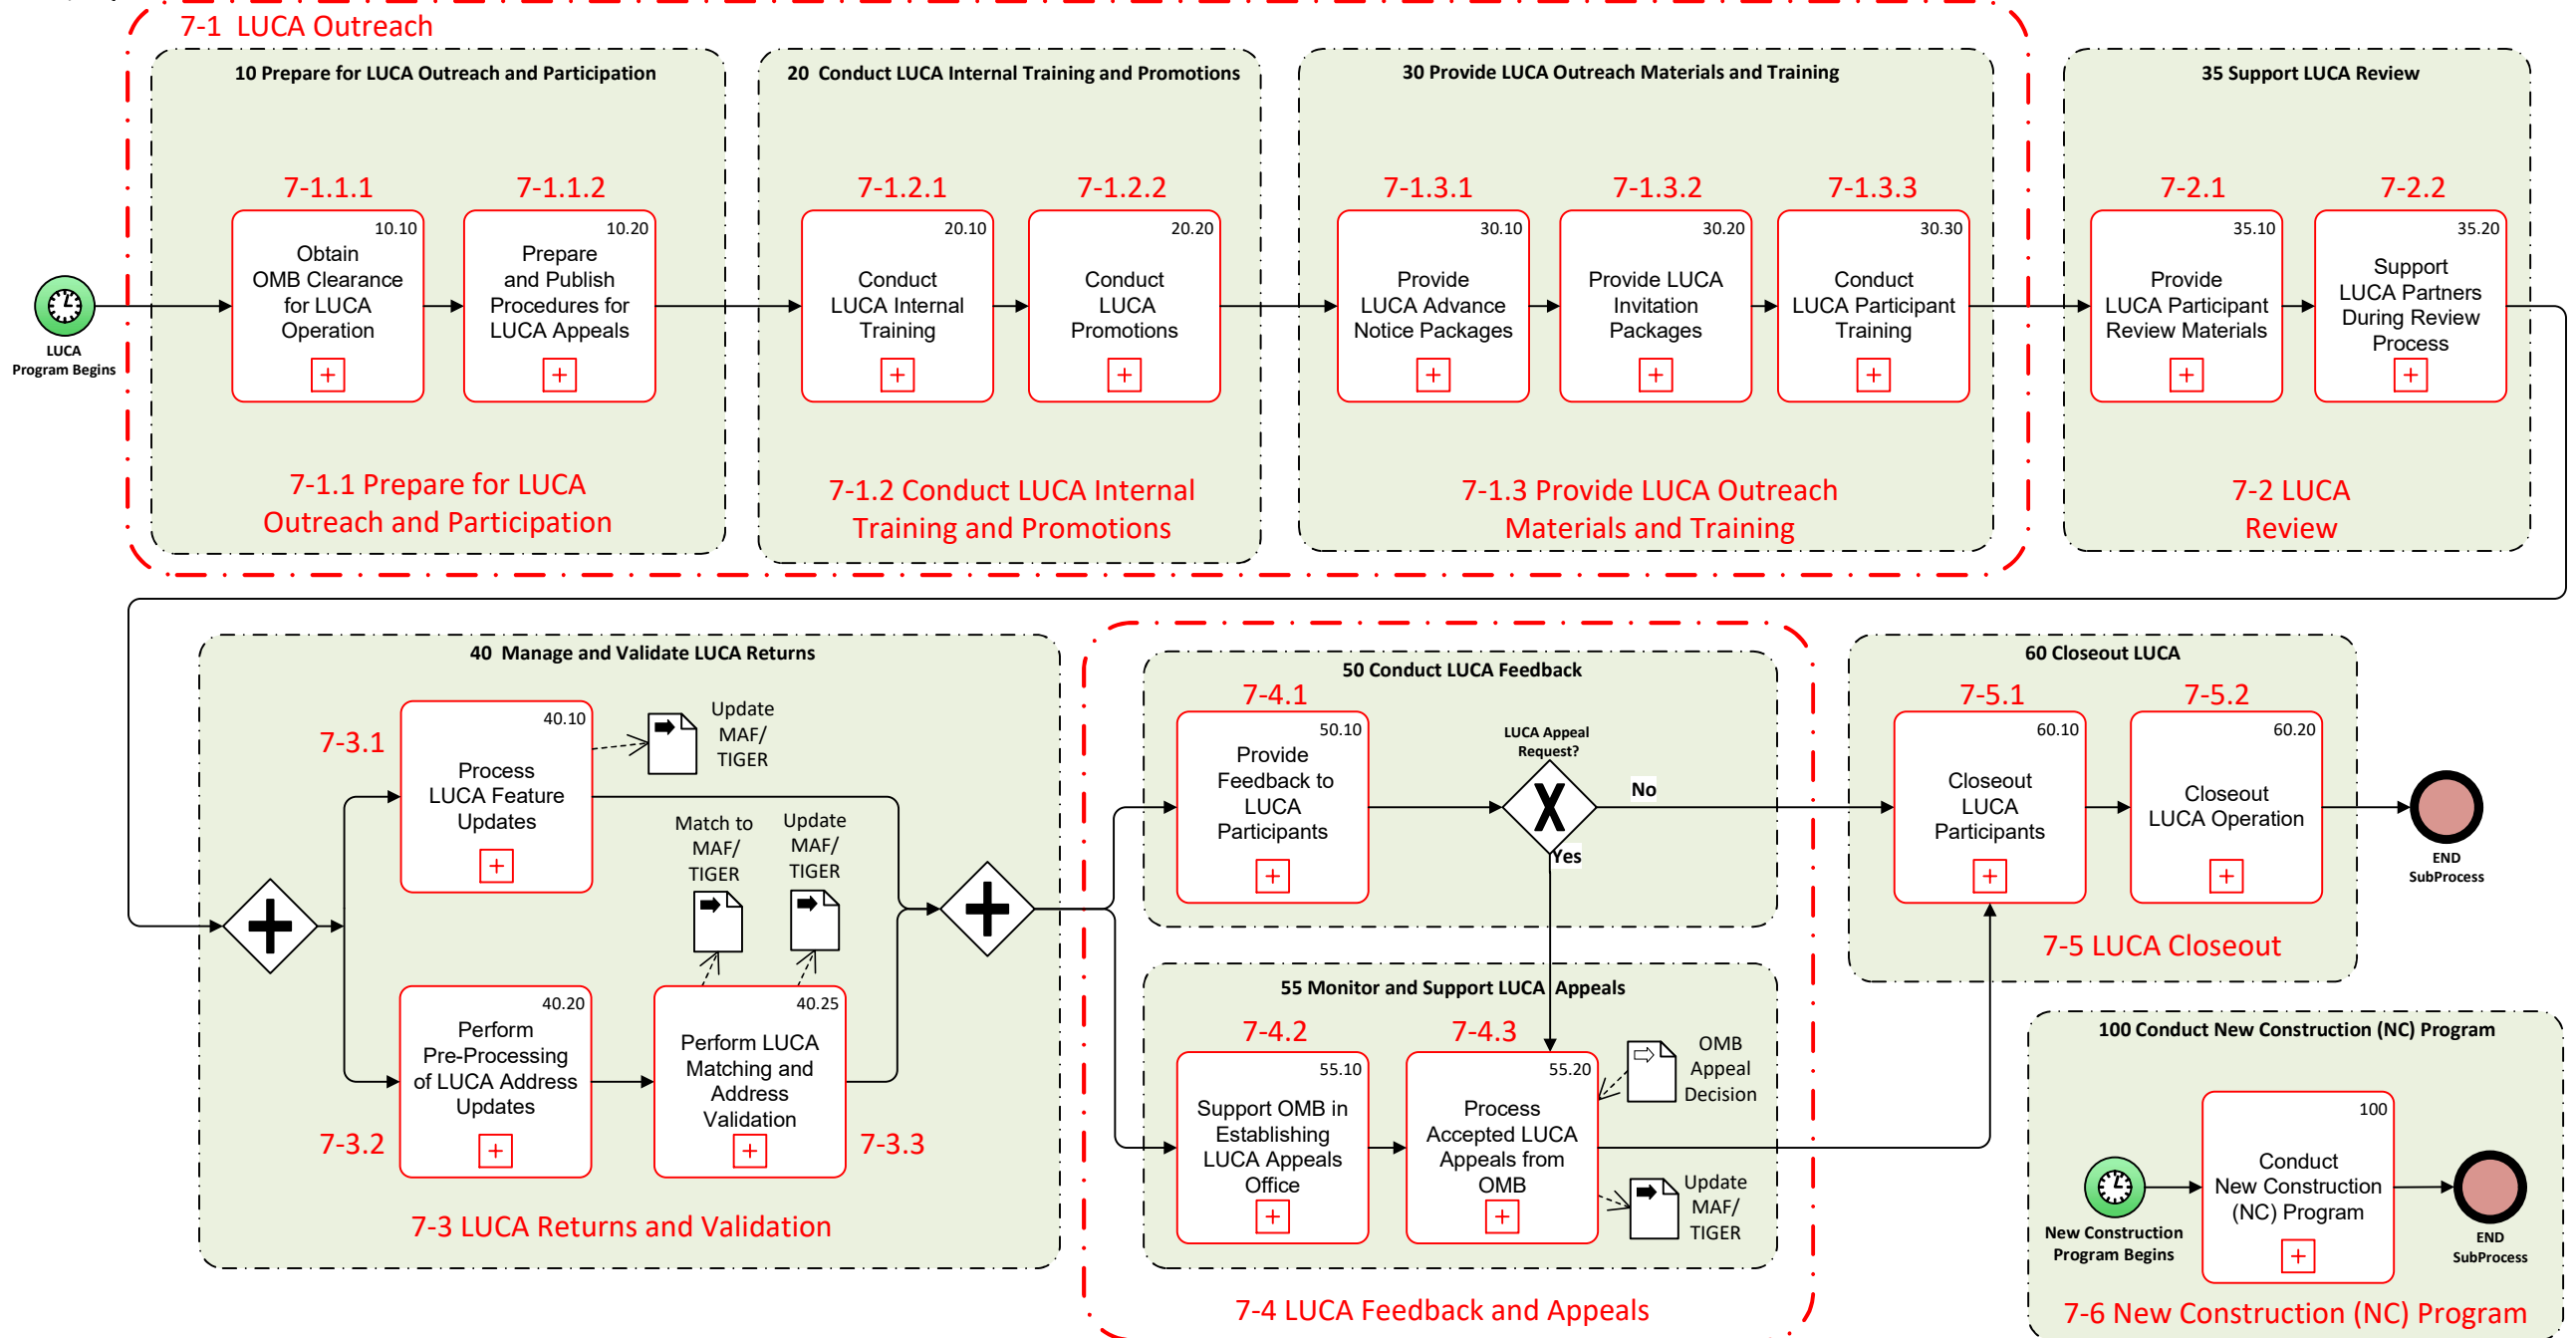 7-1 LUCA Outreach
10 Prepare for LUCA Outreach and Participation
20 Conduct LUCA Internal Training and Promotions
30 Provide LUCA Outreach Materials and Training
35 Support LUCA Review
7-1.1.1
7-1.1.2
7-1.2.1
7-1.2.2
7-1.3.1
7-1.3.2
7-1.3.3
7-2.1
7-2.2
10.10
Obtain
OMB Clearance
for LUCA
Operation
10.20
Prepare
and Publish
Procedures for
LUCA Appeals
20.10
Conduct
LUCA Internal
Training
20.20
Conduct
LUCA
Promotions
30.10
Provide
LUCA Advance
Notice Packages
30.20
Provide LUCA
Invitation
Packages
30.30
Conduct
LUCA Participant
Training
35.10
Provide
LUCA Participant
Review Materials
35.20
Support
LUCA Partners
During Review
Process
LUCA
Program Begins
7-1.1 Prepare for LUCA
Outreach and Participation
7-1.2 Conduct LUCA Internal
Training and Promotions
7-1.3 Provide LUCA Outreach
Materials and Training
7-2 LUCA
Review
40 Manage and Validate LUCA Returns
7-3.1
40.10
Process
LUCA Feature
Updates
Update
MAF/
TIGER
Match to
MAF/
TIGER
Update
MAF/
TIGER
7-3.2
40.20
Perform
Pre-Processing
of LUCA Address
Updates
40.25
Perform LUCA
Matching and
Address
Validation
7-3.3
7-3 LUCA Returns and Validation
50 Conduct LUCA Feedback
7-4.1
50.10
Provide
Feedback to
LUCA
Participants
LUCA Appeal
Request?
X
No
Yes
55 Monitor and Support LUCA Appeals
7-4.2
7-4.3
55.10
Support OMB in
Establishing
LUCA Appeals
Office
55.20
Process
Accepted LUCA
Appeals from
OMB
OMB
Appeal
Decision
Update
MAF/
TIGER
7-4 LUCA Feedback and Appeals
60 Closeout LUCA
7-5.1
7-5.2
60.10
Closeout
LUCA
Participants
60.20
Closeout
LUCA Operation
END
SubProcess
7-5 LUCA Closeout
100 Conduct New Construction (NC) Program
100
Conduct
New Construction
(NC) Program
New Construction
Program Begins
END
SubProcess
7-6 New Construction (NC) Program